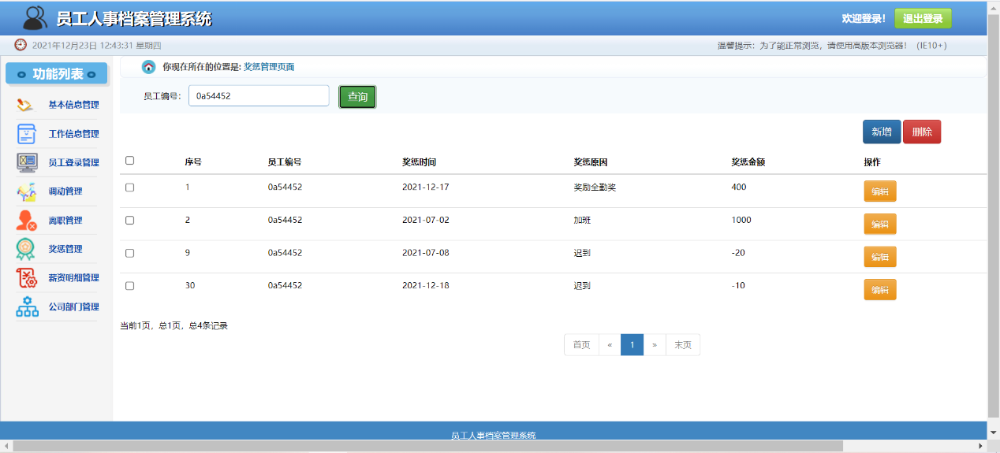 员工人事档案管理系统
欢迎登录! 退出登录
2021年12月23日 12:43:31 星期四
温馨提示：为了能正常浏览，请使用高版本浏览器！ (IE10+)
功能列表
基本信息管理
工作信息管理
员工登录管理
调动管理
离职管理
奖惩管理
薪资明细管理
公司部门管理
你现在所在的位置是: 奖惩管理页面
员工编号： 0a54452 查询
新增 删除
序号 员工编号 奖惩时间 奖惩原因 奖惩金额 操作
1 0a54452 2021-12-17 奖励全勤奖 400 编辑
2 0a54452 2021-07-02 加班 1000 编辑
9 0a54452 2021-07-08 迟到 -20 编辑
30 0a54452 2021-12-18 迟到 -10 编辑
当前1页，总1页，总4条记录
首页 « 1 » 末页
员工人事档案管理系统